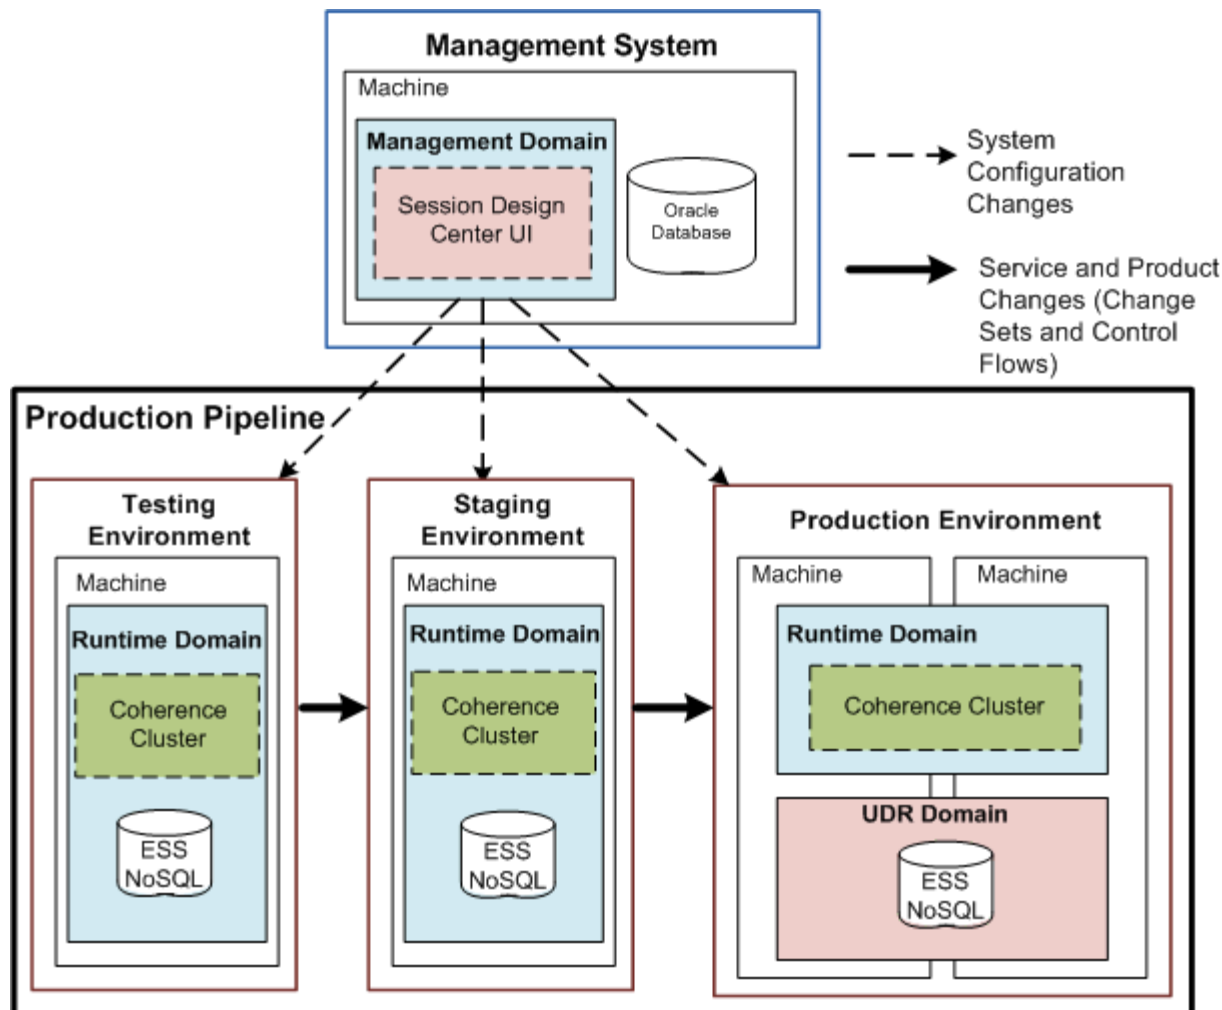 Management System
Machine
Management Domain
Session Design
Center UI
Oracle
Database
System
Configuration
Changes
Service and Product
Changes (Change
Sets and Control
Flows)
Production Pipeline
Testing
Environment
Machine
Runtime Domain
Coherence
Cluster
ESS
NoSQL
Staging
Environment
Machine
Runtime Domain
Coherence
Cluster
ESS
NoSQL
Production Environment
Machine
Machine
Runtime Domain
Coherence Cluster
UDR Domain
ESS
NoSQL